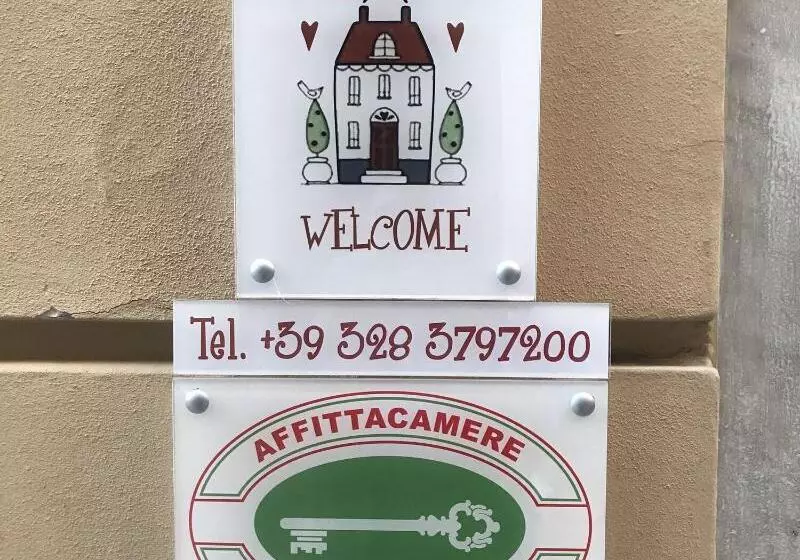 WELCOME
Tel. +39 328 3797200
AFFITTACAMERE